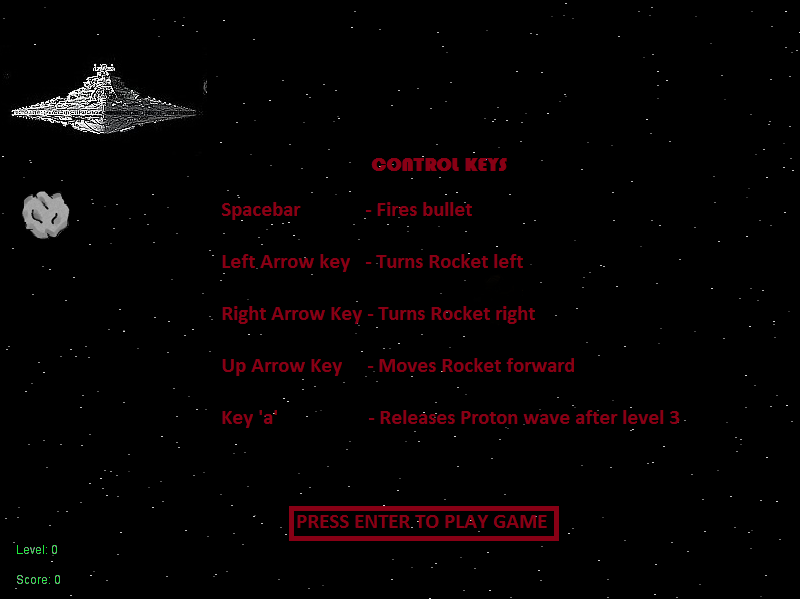 CONTROL KEYS
Spacebar - Fires bullet
Left Arrow key - Turns Rocket left
Right Arrow Key - Turns Rocket right
Up Arrow Key - Moves Rocket forward
Key 'a' - Releases Proton wave after level 3
PRESS ENTER TO PLAY GAME
Level: 0
Score: 0